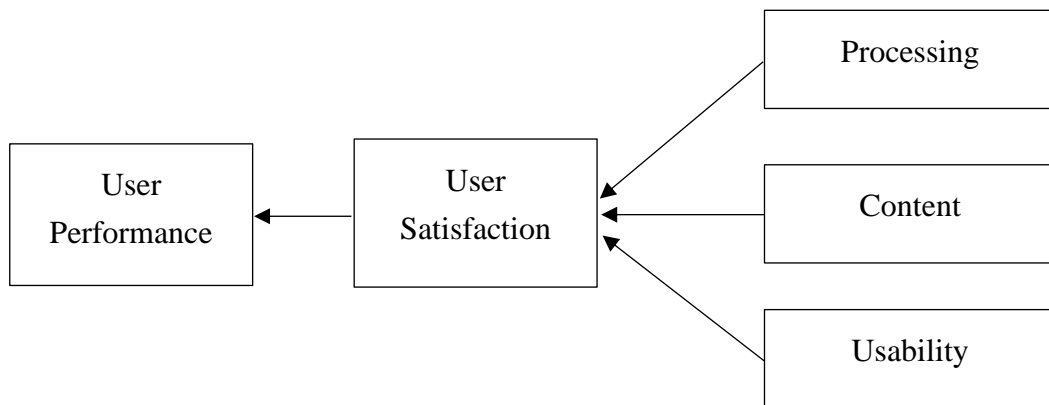 Processing
User
Performance
User
Satisfaction
Content
Usability